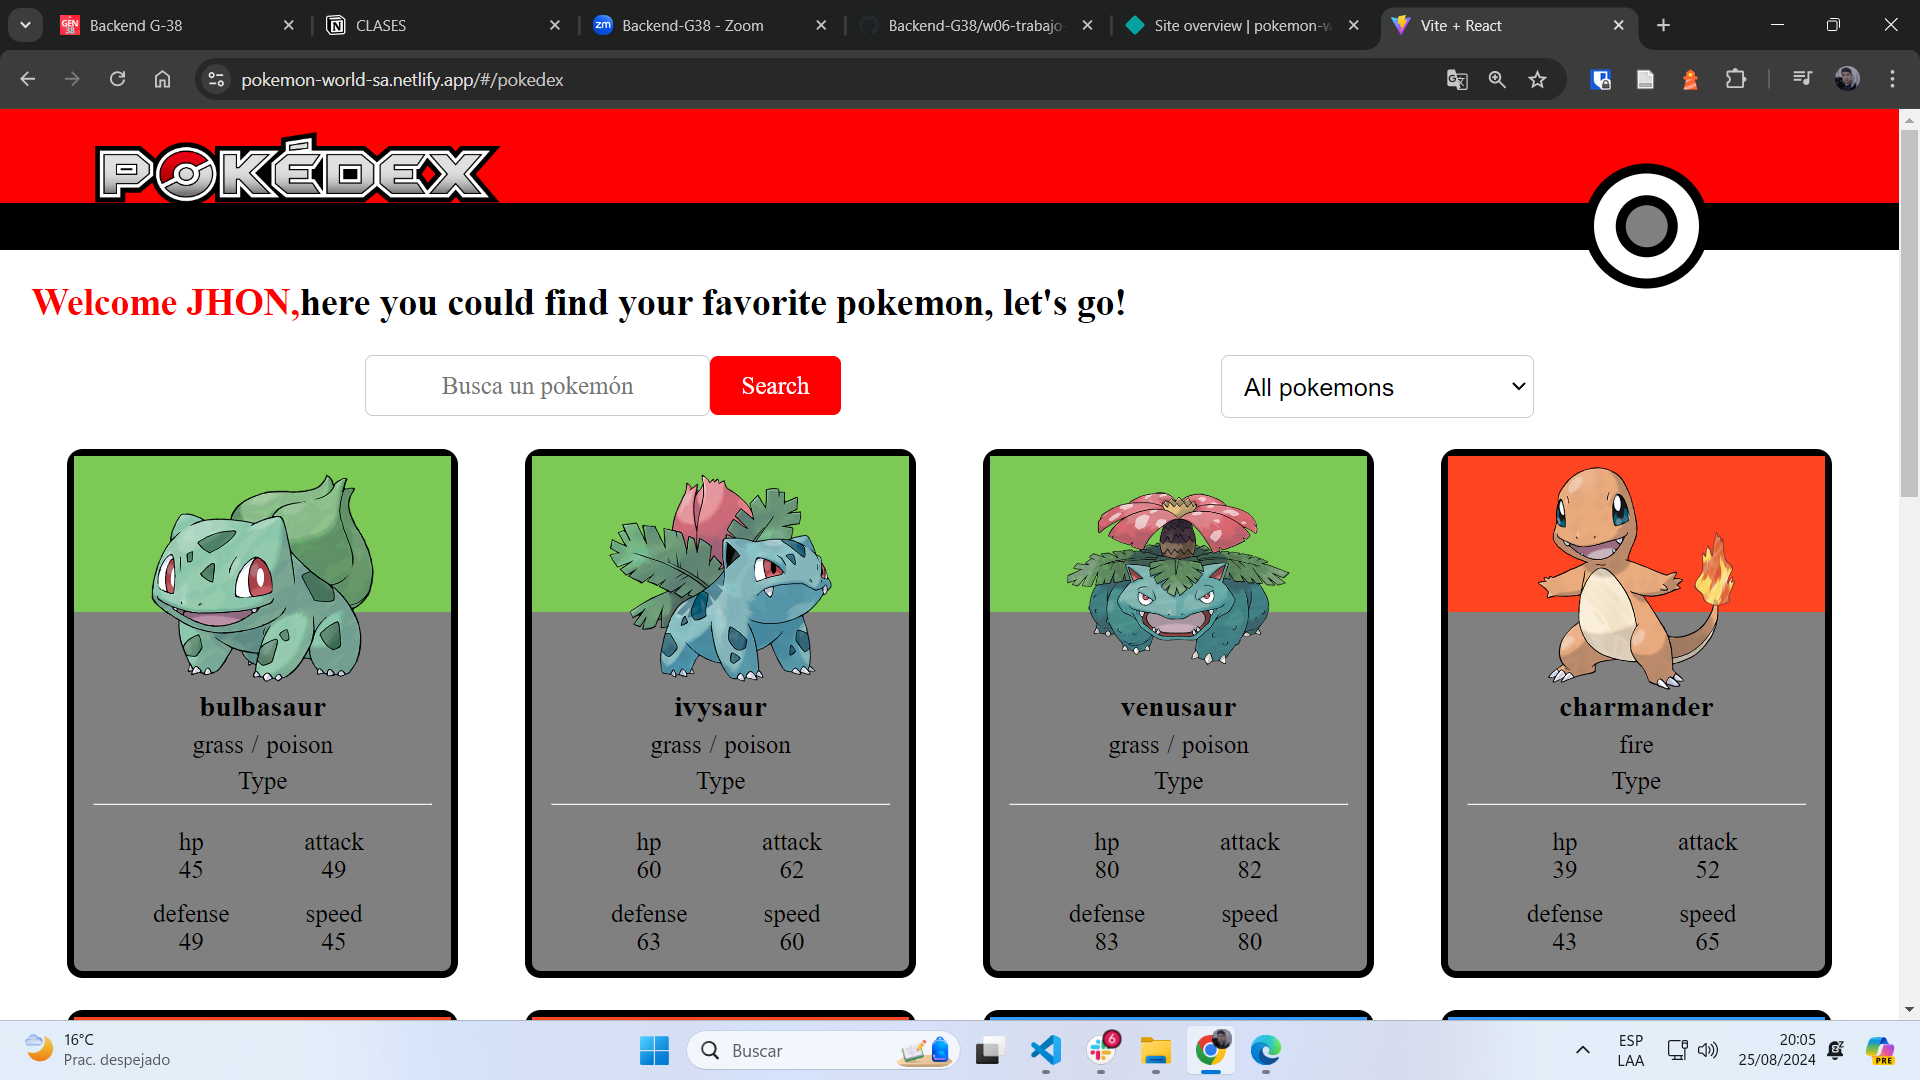 Backend G-38
CLASES
Backend-G38 - Zoom
Backend-G38/w06-trabajo-
Site overview | pokemon-w
Vite + React
pokemon-world-sa.netlify.app/#/pokedex
POKÉDEX
Welcome JHON,here you could find your favorite pokemon, let's go!
Busca un pokemón
Search
All pokemons
bulbasaur
grass / poison
Type
hp attack
45 49
defense speed
49 45
ivysaur
grass / poison
Type
hp attack
60 62
defense speed
63 60
venusaur
grass / poison
Type
hp attack
80 82
defense speed
83 80
charmander
fire
Type
hp attack
39 52
defense speed
43 65
16°C
Prac. despejado
Buscar
6
ESP
LAA
20:05
25/08/2024
PRE